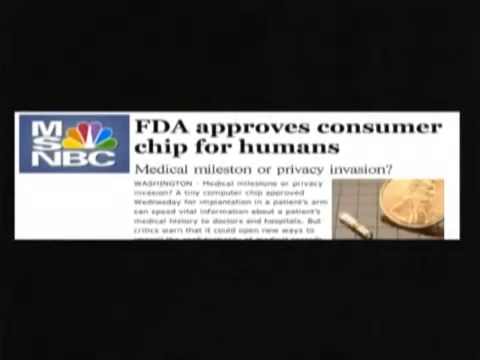 MSNBC
FDA approves consumer
chip for humans
Medical mileston or privacy invasion?
WASHINGTON - Medical milestone or privacy
invasion? A tiny computer chip approved
Wednesday for implantation in a patient's arm
can speed vital information about a patient's
medical history to doctors and hospitals. But
critics warn that it could open new ways to